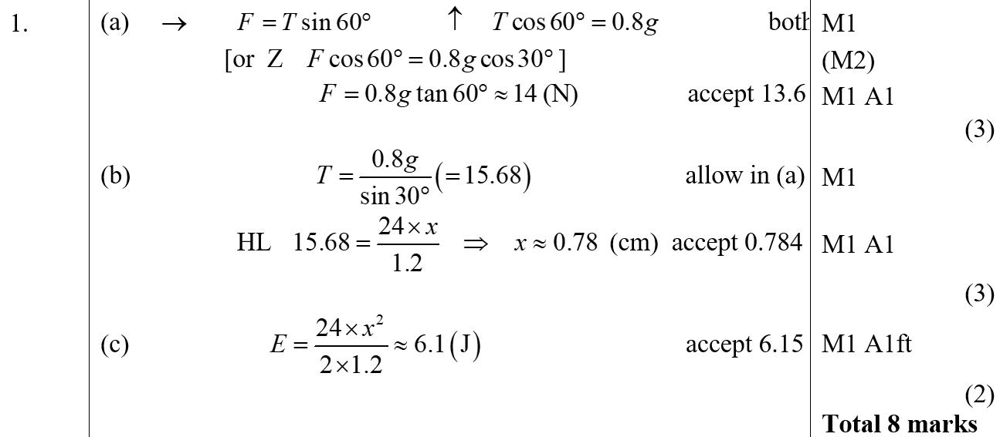 1. (a) → F = T sin 60° ↑ T cos 60° = 0.8g both M1
[or Z F cos 60° = 0.8g cos 30° ] (M2)
F = 0.8g tan 60° ≈ 14 (N) accept 13.6 M1 A1
(3)
(b) T = 0.8g / sin 30° (= 15.68) allow in (a) M1
HL 15.68 = 24 × x / 1.2 ⇒ x ≈ 0.78 (cm) accept 0.784 M1 A1
(3)
(c) E = 24 × x² / 2 × 1.2 ≈ 6.1 (J) accept 6.15 M1 A1ft
(2)
Total 8 marks